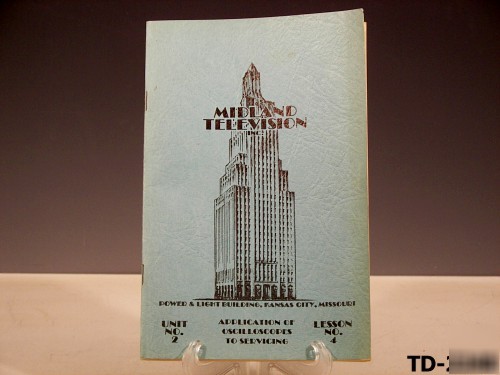 MIDLAND
TELEVISION
INC.
POWER & LIGHT BUILDING, KANSAS CITY, MISSOURI
UNIT
NO.
2
APPLICATION OF
OSCILLOSCOPES
TO SERVICING
LESSON
NO.
4